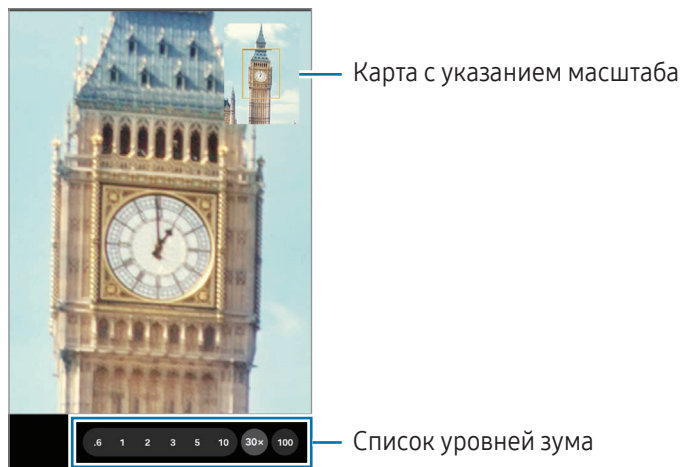 Карта с указанием масштаба
.6 1 2 3 5 10 30× 100
Список уровней зума